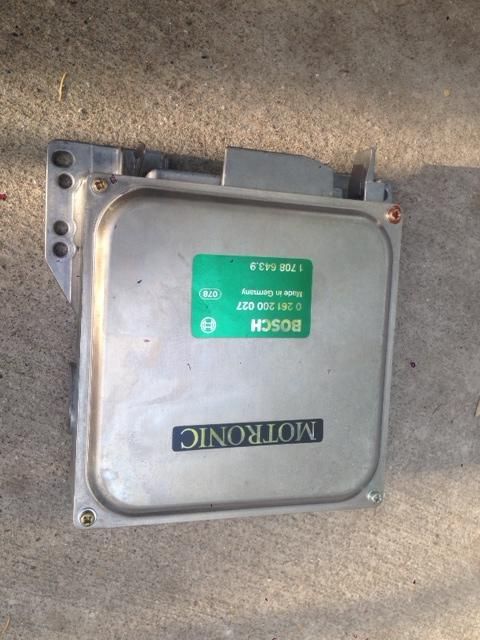 MOTRONIC
BOSCH
0 261 200 027
Made in Germany 078
1 708 643.9